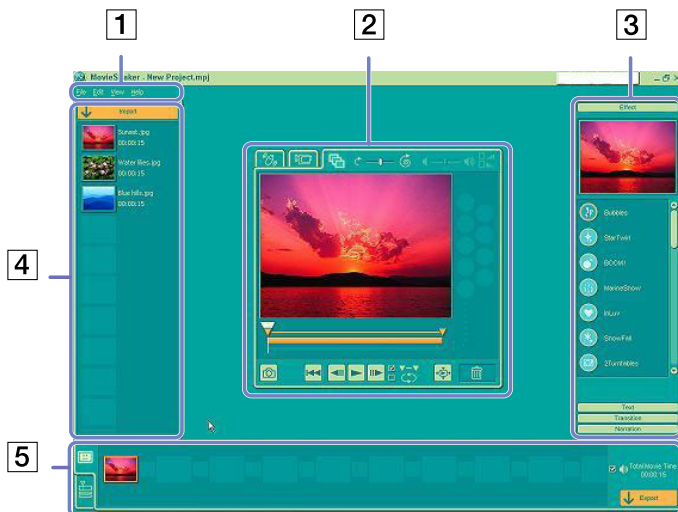 1
2
3
MovieShaker - New Project.mpj
File Edit View Help
Import
Sunset.jpg
00:00:15
Water lilies.jpg
00:00:15
Blue hills.jpg
00:00:15
Effect
Bubbles
StarTwirl
BOOM!
MarineSnow
InLuv
SnowFall
2Turntables
Text
Transition
Narration
4
5
Total Movie Time
00:00:15
Export